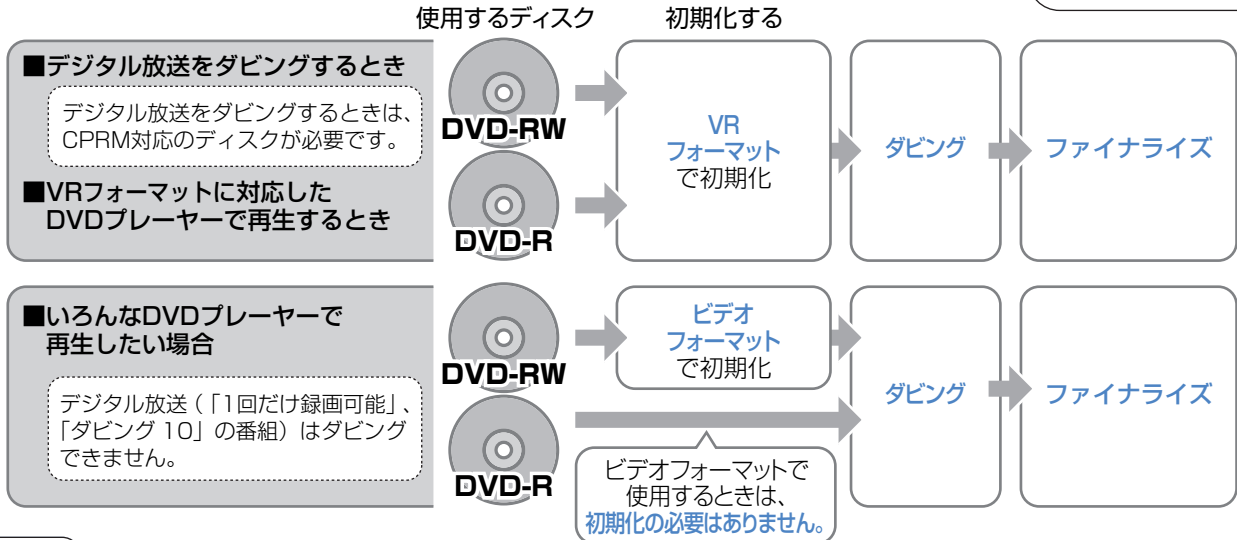 使用するディスク
初期化する
■デジタル放送をダビングするとき
デジタル放送をダビングするときは、
CPRM対応のディスクが必要です。
■VRフォーマットに対応した
DVDプレーヤーで再生するとき
DVD-RW
DVD-R
VR
フォーマット
で初期化
ダビング
ファイナライズ
■いろんなDVDプレーヤーで
再生したい場合
デジタル放送（「1回だけ録画可能」、
「ダビング 10」の番組）はダビング
できません。
DVD-RW
DVD-R
ビデオ
フォーマット
で初期化
ビデオフォーマットで
使用するときは、
初期化の必要はありません。
ダビング
ファイナライズ